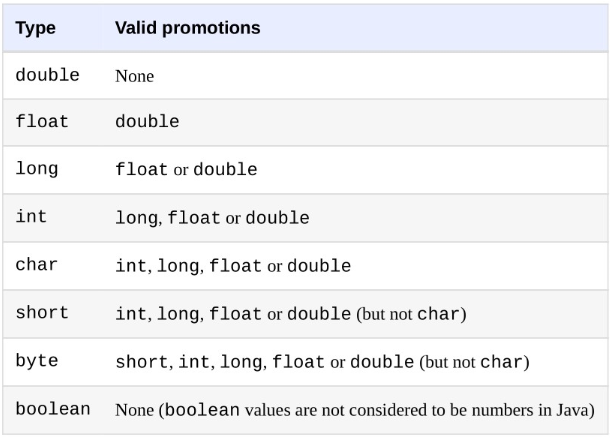 Type Valid promotions
double None
float double
long float or double
int long, float or double
char int, long, float or double
short int, long, float or double (but not char)
byte short, int, long, float or double (but not char)
boolean None (boolean values are not considered to be numbers in Java)